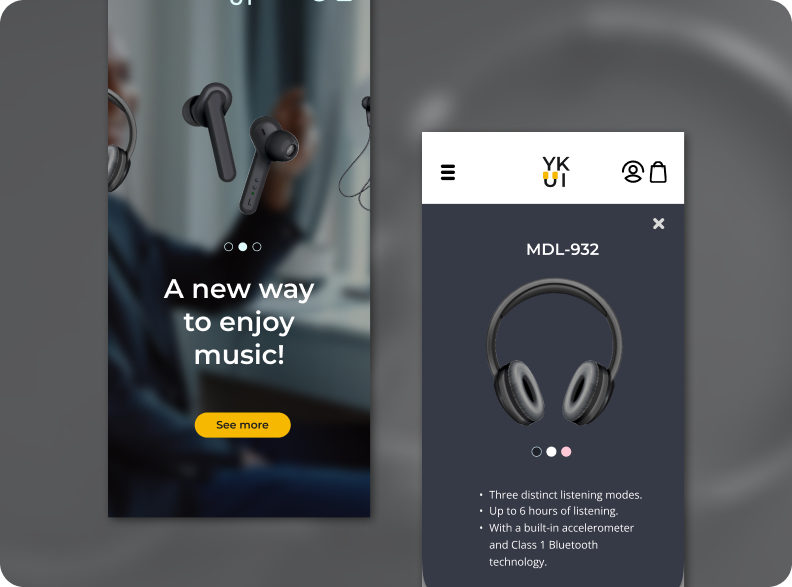 A new way
to enjoy
music!
See more
YK
UI
MDL-932
• Three distinct listening modes.
• Up to 6 hours of listening.
• With a built-in accelerometer
and Class 1 Bluetooth
technology.